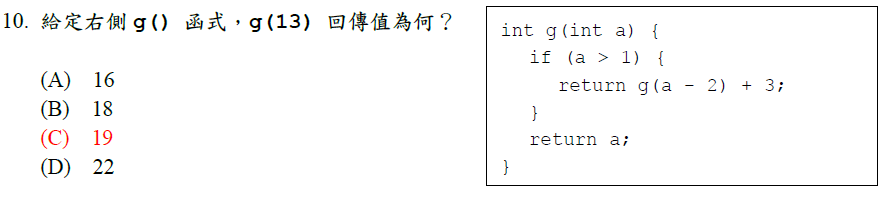 10. 給定右側 g() 函式，g(13) 回傳值為何？
(A) 16
(B) 18
(C) 19
(D) 22
int g(int a) {
if (a > 1) {
return g(a - 2) + 3;
}
return a;
}